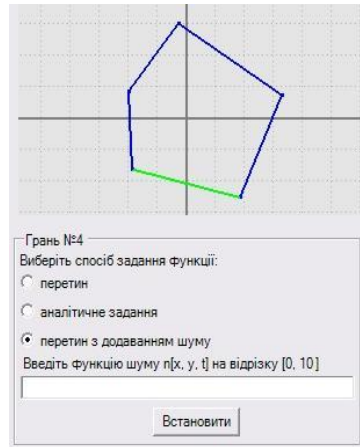 Грань №4
Виберіть спосіб задання функції:
перетин
аналітичне задання
перетин з додаванням шуму
Введіть функцію шуму n[x, y, t] на відрізку [0, 10]
Встановити